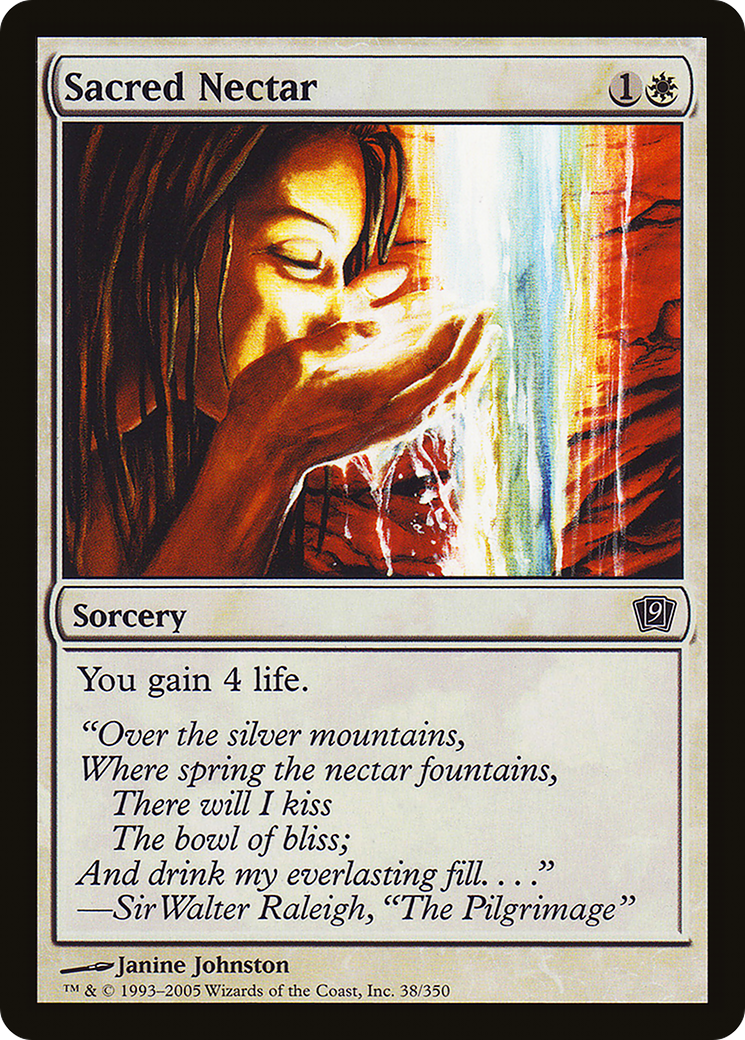 Sacred Nectar 1
Sorcery 9
You gain 4 life.
“Over the silver mountains,
Where spring the nectar fountains,
There will I kiss
The bowl of bliss;
And drink my everlasting fill. . . .”
—Sir Walter Raleigh, “The Pilgrimage”
Janine Johnston
™ & © 1993–2005 Wizards of the Coast, Inc. 38/350